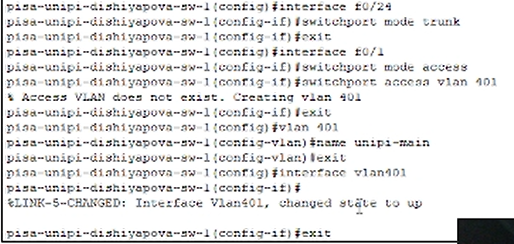 pisa-unipi-dishiyapova-sw-1(config)#interface f0/24
pisa-unipi-dishiyapova-sw-1(config-if)#switchport mode trunk
pisa-unipi-dishiyapova-sw-1(config-if)#exit
pisa-unipi-dishiyapova-sw-1(config)#interface f0/1
pisa-unipi-dishiyapova-sw-1(config-if)#switchport mode access
pisa-unipi-dishiyapova-sw-1(config-if)#switchport access vlan 401
% Access VLAN does not exist. Creating vlan 401
pisa-unipi-dishiyapova-sw-1(config-if)#exit
pisa-unipi-dishiyapova-sw-1(config)#vlan 401
pisa-unipi-dishiyapova-sw-1(config-vlan)#name unipi-main
pisa-unipi-dishiyapova-sw-1(config-vlan)#exit
pisa-unipi-dishiyapova-sw-1(config)#interface vlan401
pisa-unipi-dishiyapova-sw-1(config-if)#
%LINK-5-CHANGED: Interface Vlan401, changed state to up
pisa-unipi-dishiyapova-sw-1(config-if)#exit